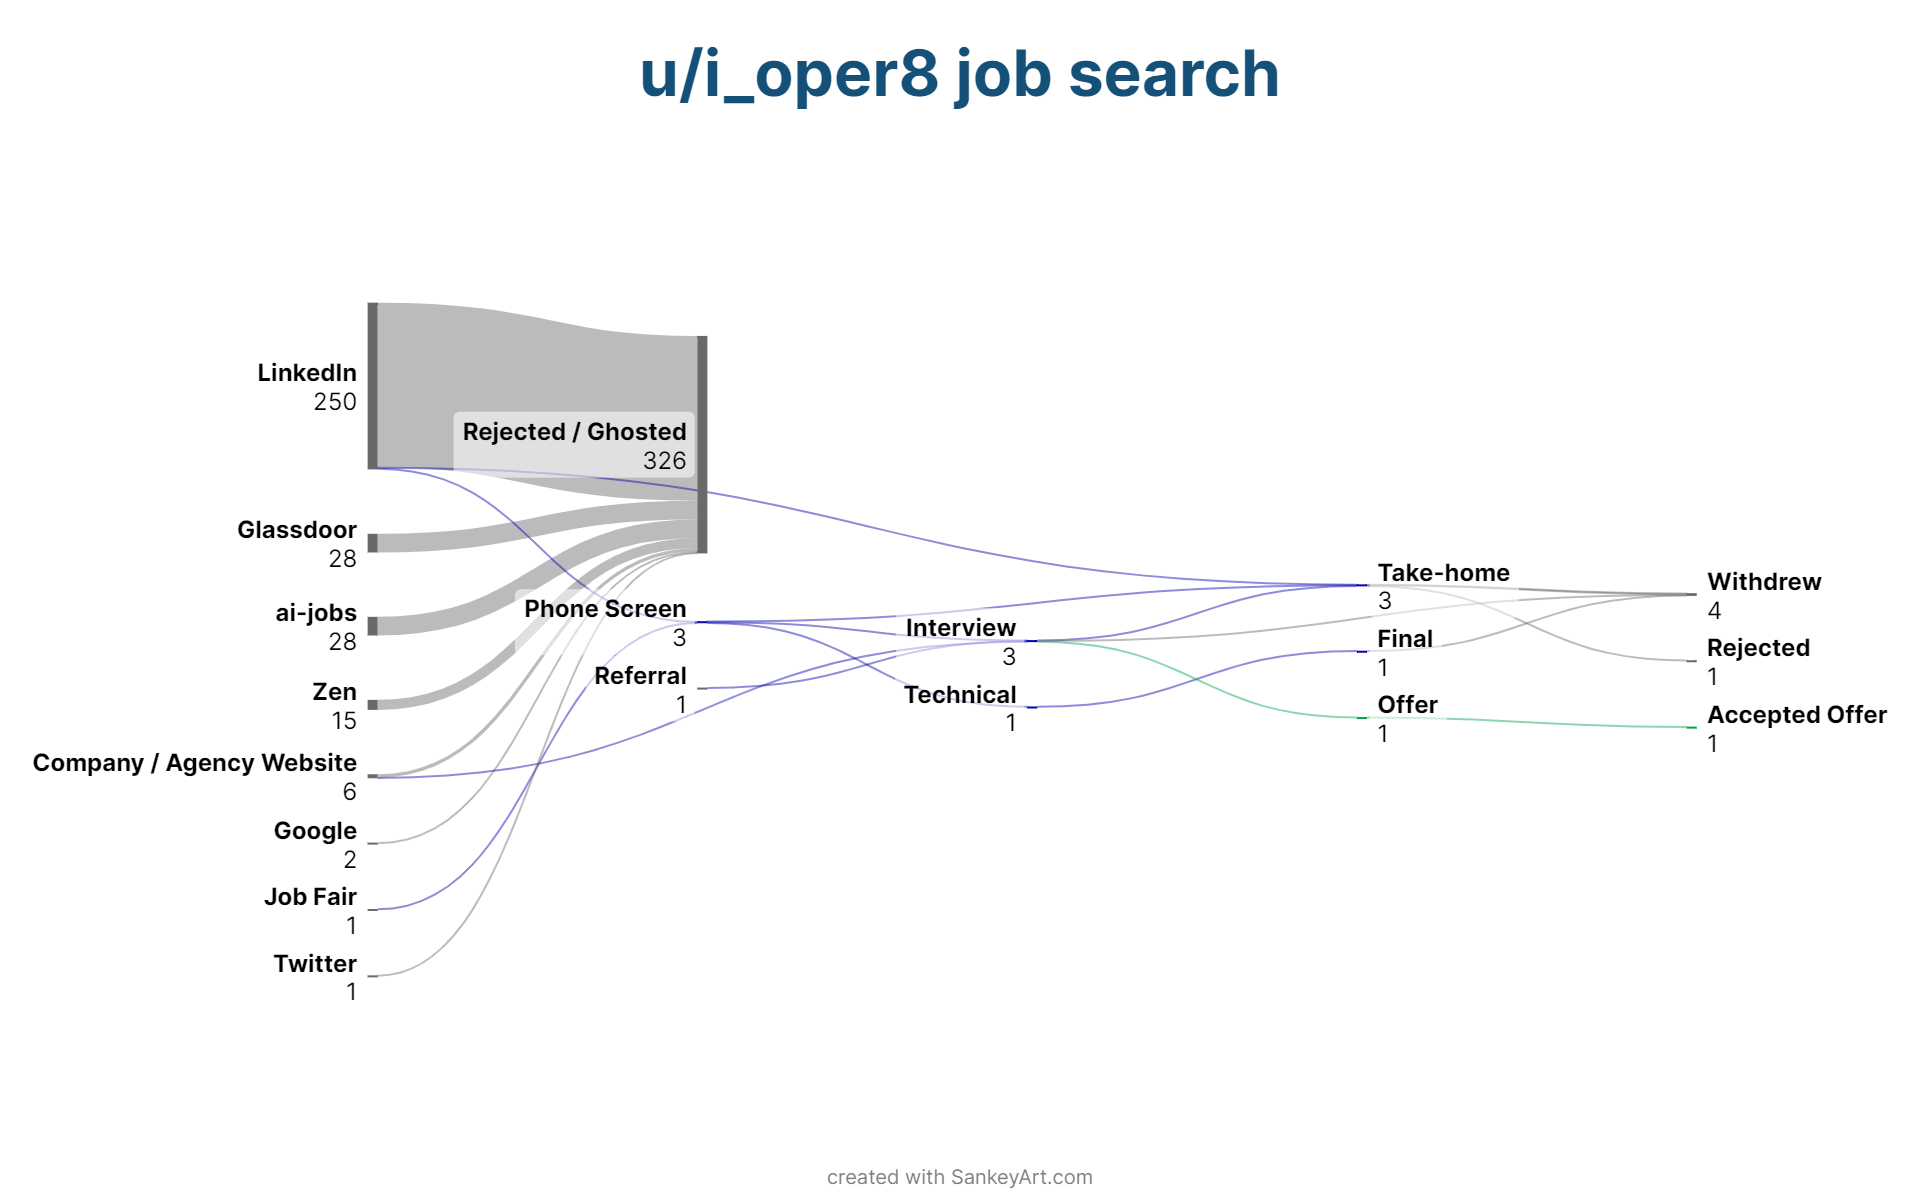 u/i_oper8 job search
LinkedIn
250
Glassdoor
28
ai-jobs
28
Zen
15
Company / Agency Website
6
Google
2
Job Fair
1
Twitter
1
Rejected / Ghosted
326
Phone Screen
3
Referral
1
Interview
3
Technical
1
Take-home
3
Final
1
Offer
1
Withdrew
4
Rejected
1
Accepted Offer
1
created with SankeyArt.com